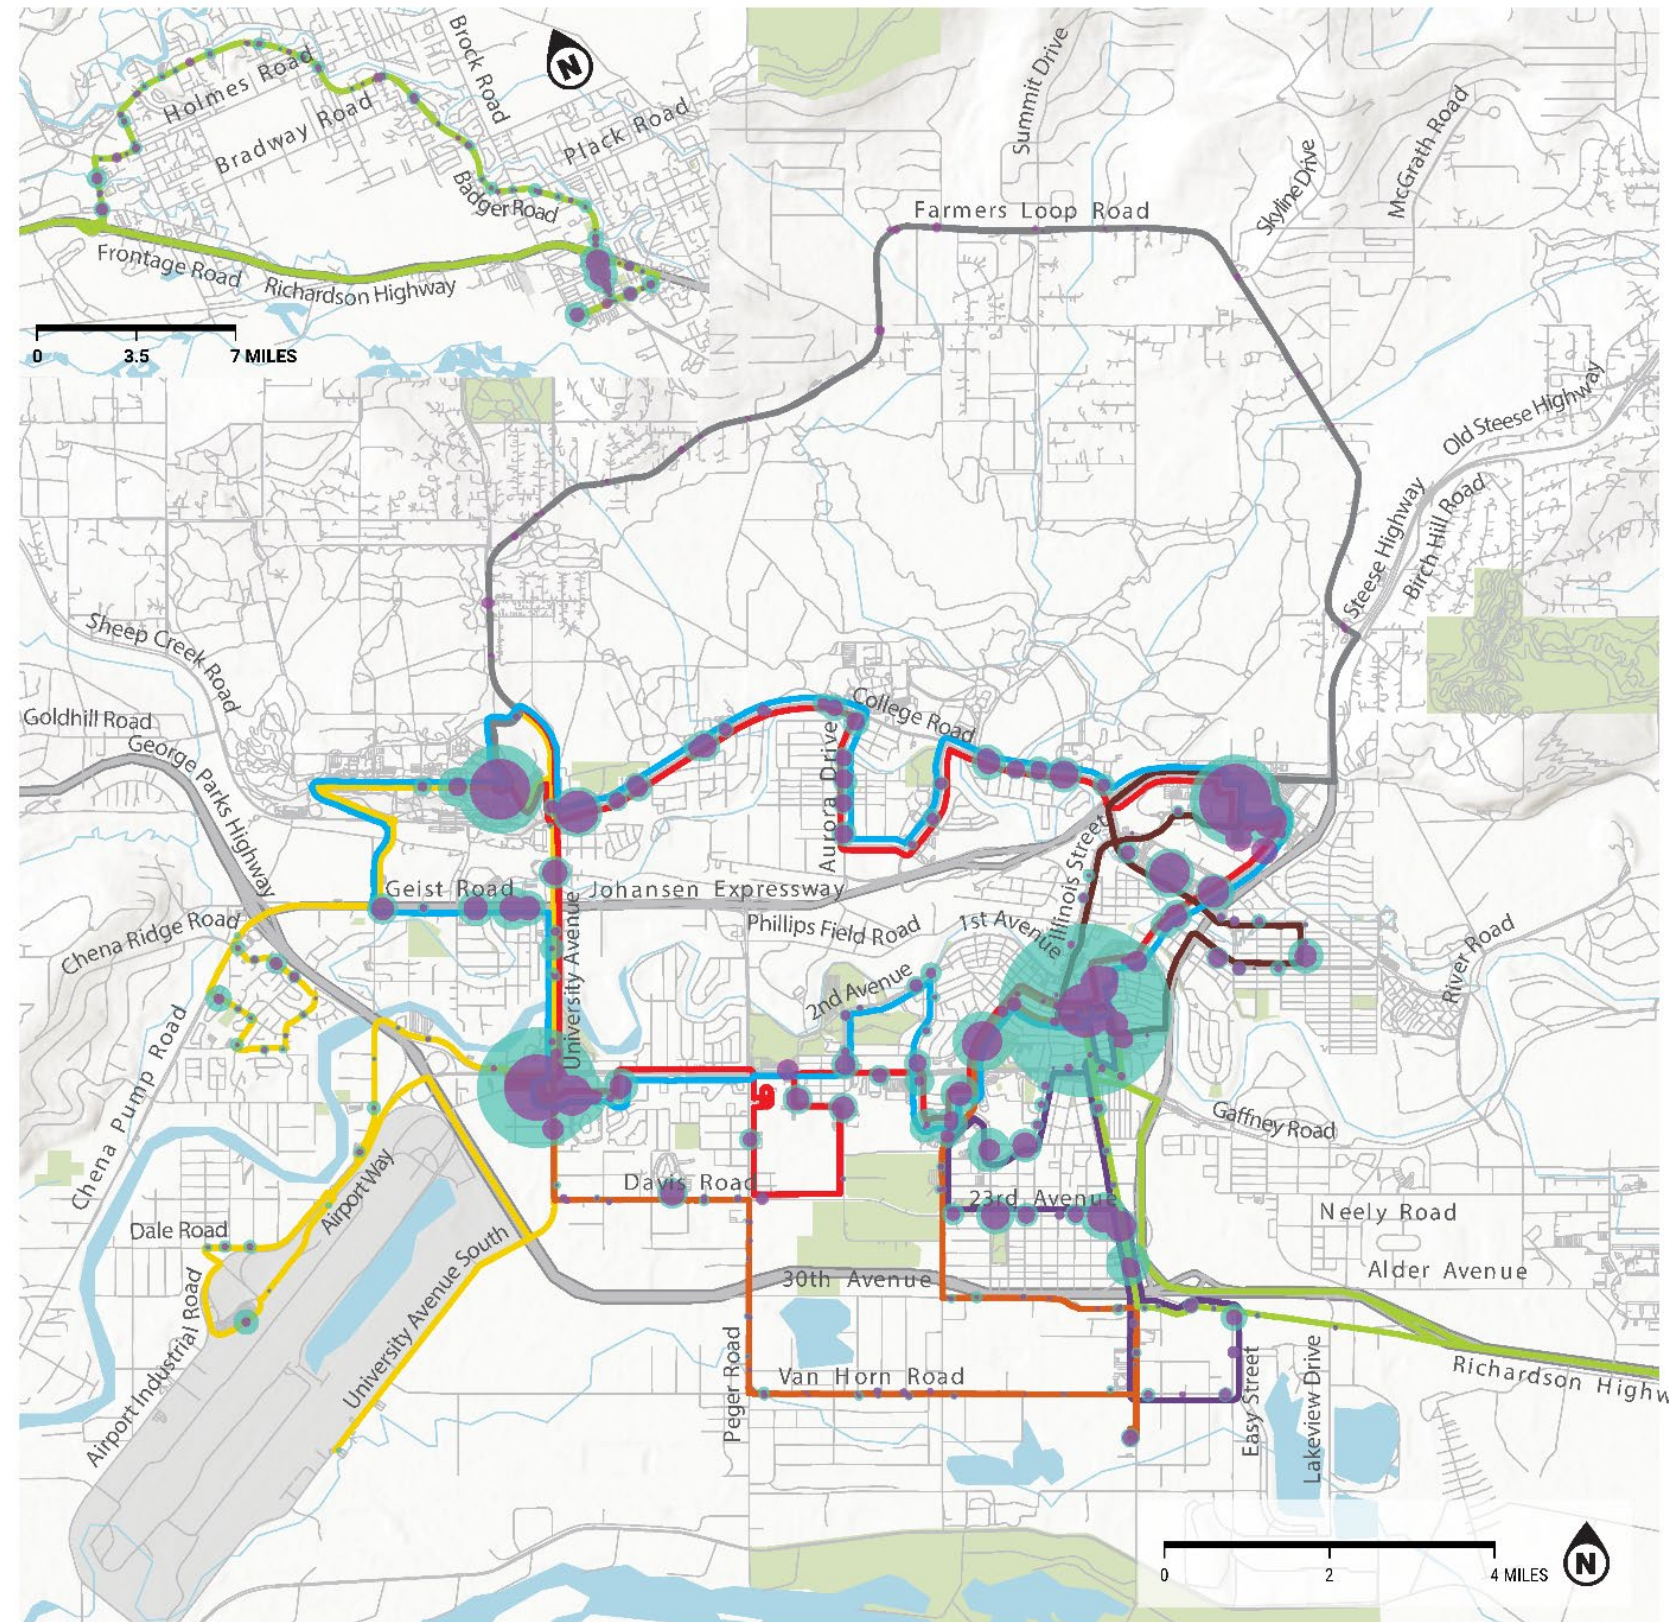 Brock Road
N
Holmes Road
Bradway Road
Plack Road
Badger Road
Frontage Road
Richardson Highway
0 3.5 7 MILES
Summit Drive
McGrath Road
Skyline Drive
Farmers Loop Road
Old Steese Highway
Steese Highway
Birch Hill Road
Sheep Creek Road
Goldhill Road
George Parks Highway
College Road
Aurora Drive
Illinois Street
Geist Road
Johansen Expressway
Chena Ridge Road
Phillips Field Road
1st Avenue
University Avenue
2nd Avenue
River Road
Chena Pump Road
9
Gaffney Road
Davis Road
23rd Avenue
Neely Road
Airport Way
Dale Road
University Avenue South
30th Avenue
Alder Avenue
Airport Industrial Road
Peger Road
Van Horn Road
Easy Street
Lakeview Drive
Richardson Highw
0 2 4 MILES
N